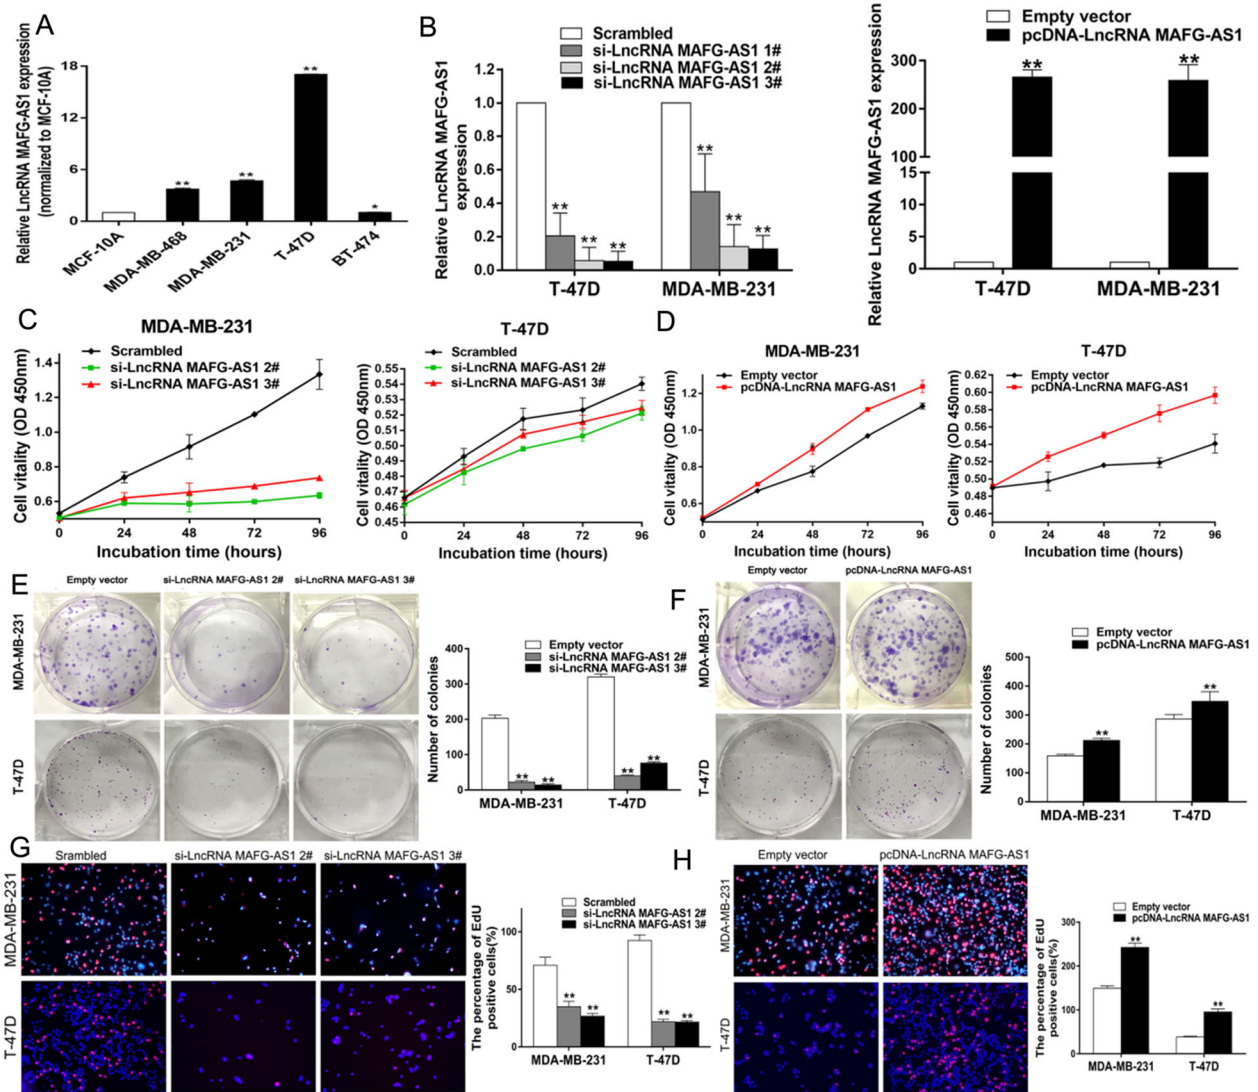 A
Relative LncRNA MAFG-AS1 expression
(normalized to MCF-10A)
18
12
6
0
**
**
**
*
MCF-10A
MDA-MB-468
MDA-MB-231
T-47D
BT-474
B
Scrambled
si-LncRNA MAFG-AS1 1#
si-LncRNA MAFG-AS1 2#
si-LncRNA MAFG-AS1 3#
Relative LncRNA MAFG-AS1
expression
1.2
1.0
0.8
0.6
0.4
0.2
0.0
**
**
**
**
**
**
T-47D
MDA-MB-231
Empty vector
pcDNA-LncRNA MAFG-AS1
Relative LncRNA MAFG-AS1 expression
300
200
100
15
10
5
0
**
**
T-47D
MDA-MB-231
C
MDA-MB-231
Scrambled
si-LncRNA MAFG-AS1 2#
si-LncRNA MAFG-AS1 3#
Cell vitality (OD 450nm)
1.4
1.2
1.0
0.8
0.6
0 24 48 72 96
Incubation time (hours)
T-47D
Scrambled
si-LncRNA MAFG-AS1 2#
si-LncRNA MAFG-AS1 3#
Cell vitality (OD 450nm)
0.55
0.54
0.53
0.52
0.51
0.50
0.49
0.48
0.47
0.46
0.45
0 24 48 72 96
Incubation time (hours)
D
MDA-MB-231
Empty vector
pcDNA-LncRNA MAFG-AS1
Cell vitality (OD 450nm)
1.2
1.0
0.8
0.6
0 24 48 72 96
Incubation time (hours)
T-47D
Empty vector
pcDNA-LncRNA MAFG-AS1
Cell vitality (OD 450nm)
0.62
0.60
0.58
0.56
0.54
0.52
0.50
0.48
0.46
0 24 48 72 96
Incubation time (hours)
E
Empty vector
si-LncRNA MAFG-AS1 2#
si-LncRNA MAFG-AS1 3#
MDA-MB-231
T-47D
Empty vector
si-LncRNA MAFG-AS1 2#
si-LncRNA MAFG-AS1 3#
Number of colonies
400
300
200
100
0
**
**
**
**
MDA-MB-231
T-47D
F
Empty vector
pcDNA-LncRNA MAFG-AS1
MDA-MB-231
T-47D
Empty vector
pcDNA-LncRNA MAFG-AS1
Number of colonies
500
400
300
200
100
0
**
**
MDA-MB-231
T-47D
G
Srambled
si-LncRNA MAFG-AS1 2#
si-LncRNA MAFG-AS1 3#
MDA-MB-231
T-47D
Scrambled
si-LncRNA MAFG-AS1 2#
si-LncRNA MAFG-AS1 3#
The percentage of EdU
positive cells(%)
100
50
0
**
**
**
**
MDA-MB-231
T-47D
H
Empty vector
pcDNA-LncRNA MAFG-AS1
MDA-MB-231
T-47D
Empty vector
pcDNA-LncRNA MAFG-AS1
The percentage of EdU
positive cells(%)
300
200
100
0
**
**
MDA-MB-231
T-47D